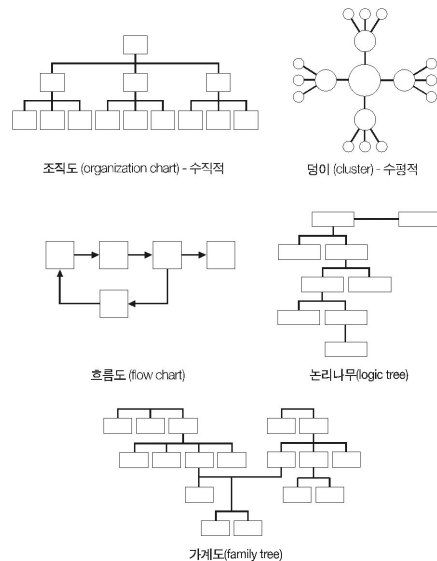 조직도 (organization chart) - 수직적
덩이 (cluster) - 수평적
흐름도 (flow chart)
논리나무(logic tree)
가계도(family tree)